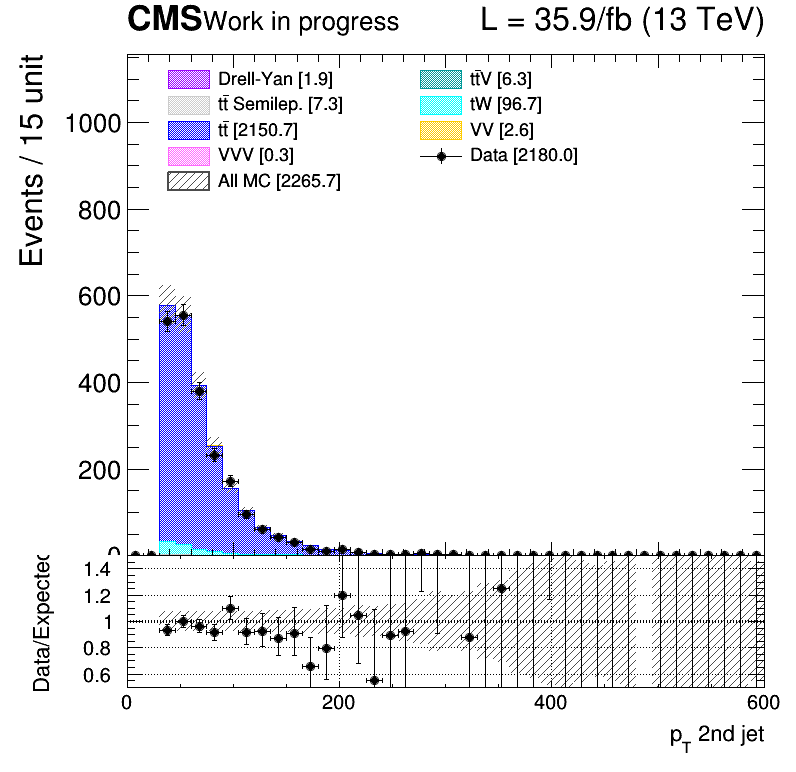 CMS Work in progress L = 35.9/fb (13 TeV)
Events / 15 unit
Drell-Yan [1.9]
tt̄ Semilep. [7.3]
tt̄ [2150.7]
VVV [0.3]
All MC [2265.7]
tt̄V [6.3]
tW [96.7]
VV [2.6]
Data [2180.0]
1000
800
600
400
200
0
Data/Expected
1.4
1.2
1
0.8
0.6
0 200 400 600
p_T 2nd jet